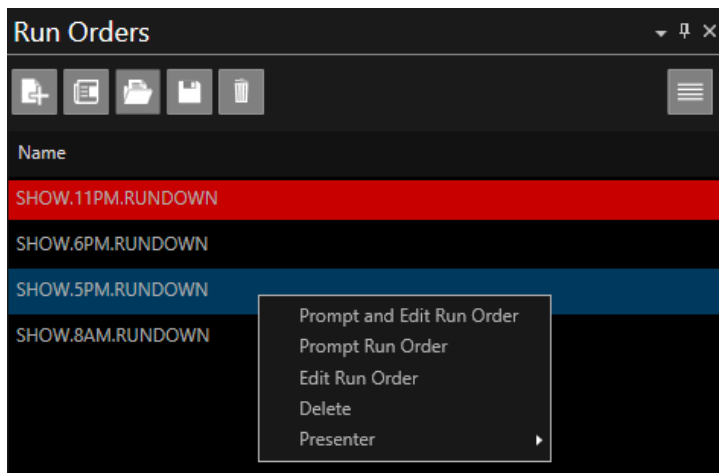 Run Orders
Name
SHOW.11PM.RUNDOWN
SHOW.6PM.RUNDOWN
SHOW.5PM.RUNDOWN
SHOW.8AM.RUNDOWN
Prompt and Edit Run Order
Prompt Run Order
Edit Run Order
Delete
Presenter